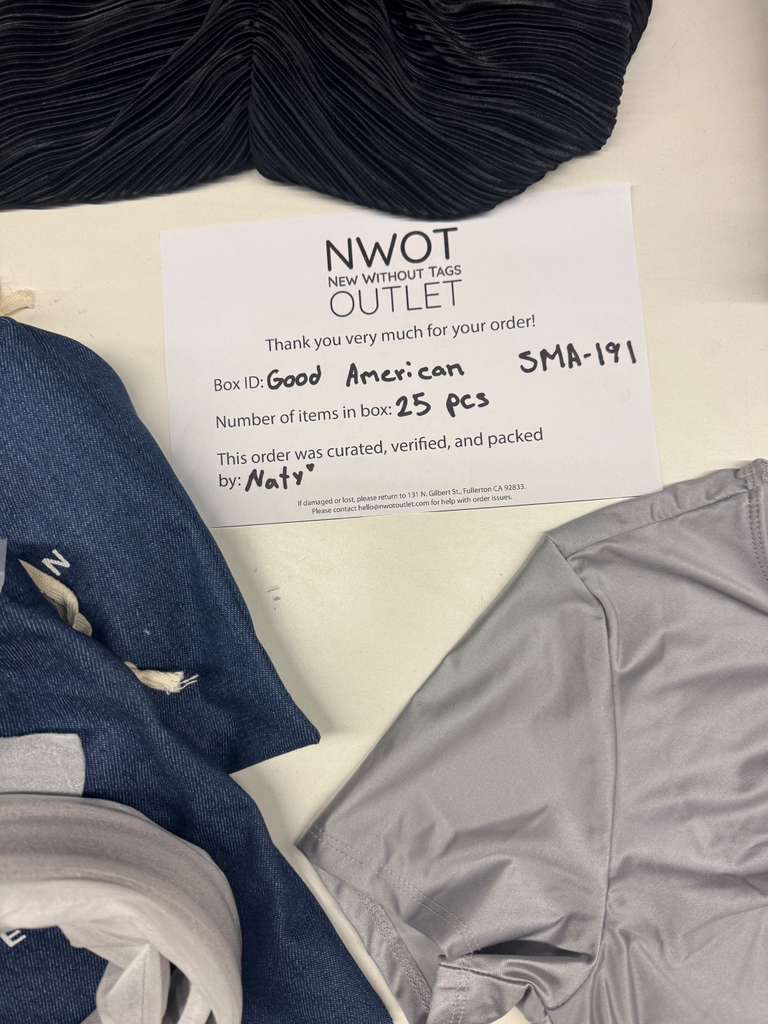 NWOT
NEW WITHOUT TAGS
OUTLET
Thank you very much for your order!
Box ID: Good American SMA-191
Number of items in box: 25 pcs
This order was curated, verified, and packed
by: Naty
If damaged or lost, please return to 131 N. Gilbert St., Fullerton CA 92833.
Please contact hello@nwotoutlet.com for help with order issues.
N
E